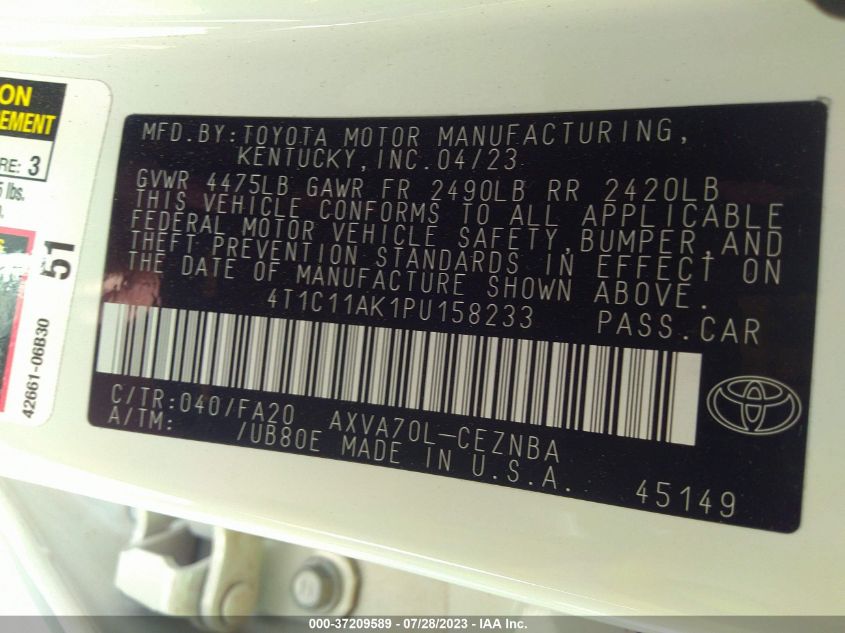 ON
EMENT
RE: 3
lbs.
51
42661-06B30
MFD.BY:TOYOTA MOTOR MANUFACTURING,
KENTUCKY,INC.04/23
GVWR 4475LB GAWR FR 2490LB RR 2420LB
THIS VEHICLE CONFORMS TO ALL APPLICABLE
FEDERAL MOTOR VEHICLE SAFETY,BUMPER,AND
THEFT PREVENTION STANDARDS IN EFFECT ON
THE DATE OF MANUFACTURE SHOWN ABOVE.
4T1C11AK1PU158233 PASS.CAR
C/TR:040/FA20 AXVA70L-CEZNBA
A/TM: /UB80E MADE IN U.S.A.
45149
000-37209589 / 07/28/2023 - IAA Inc.